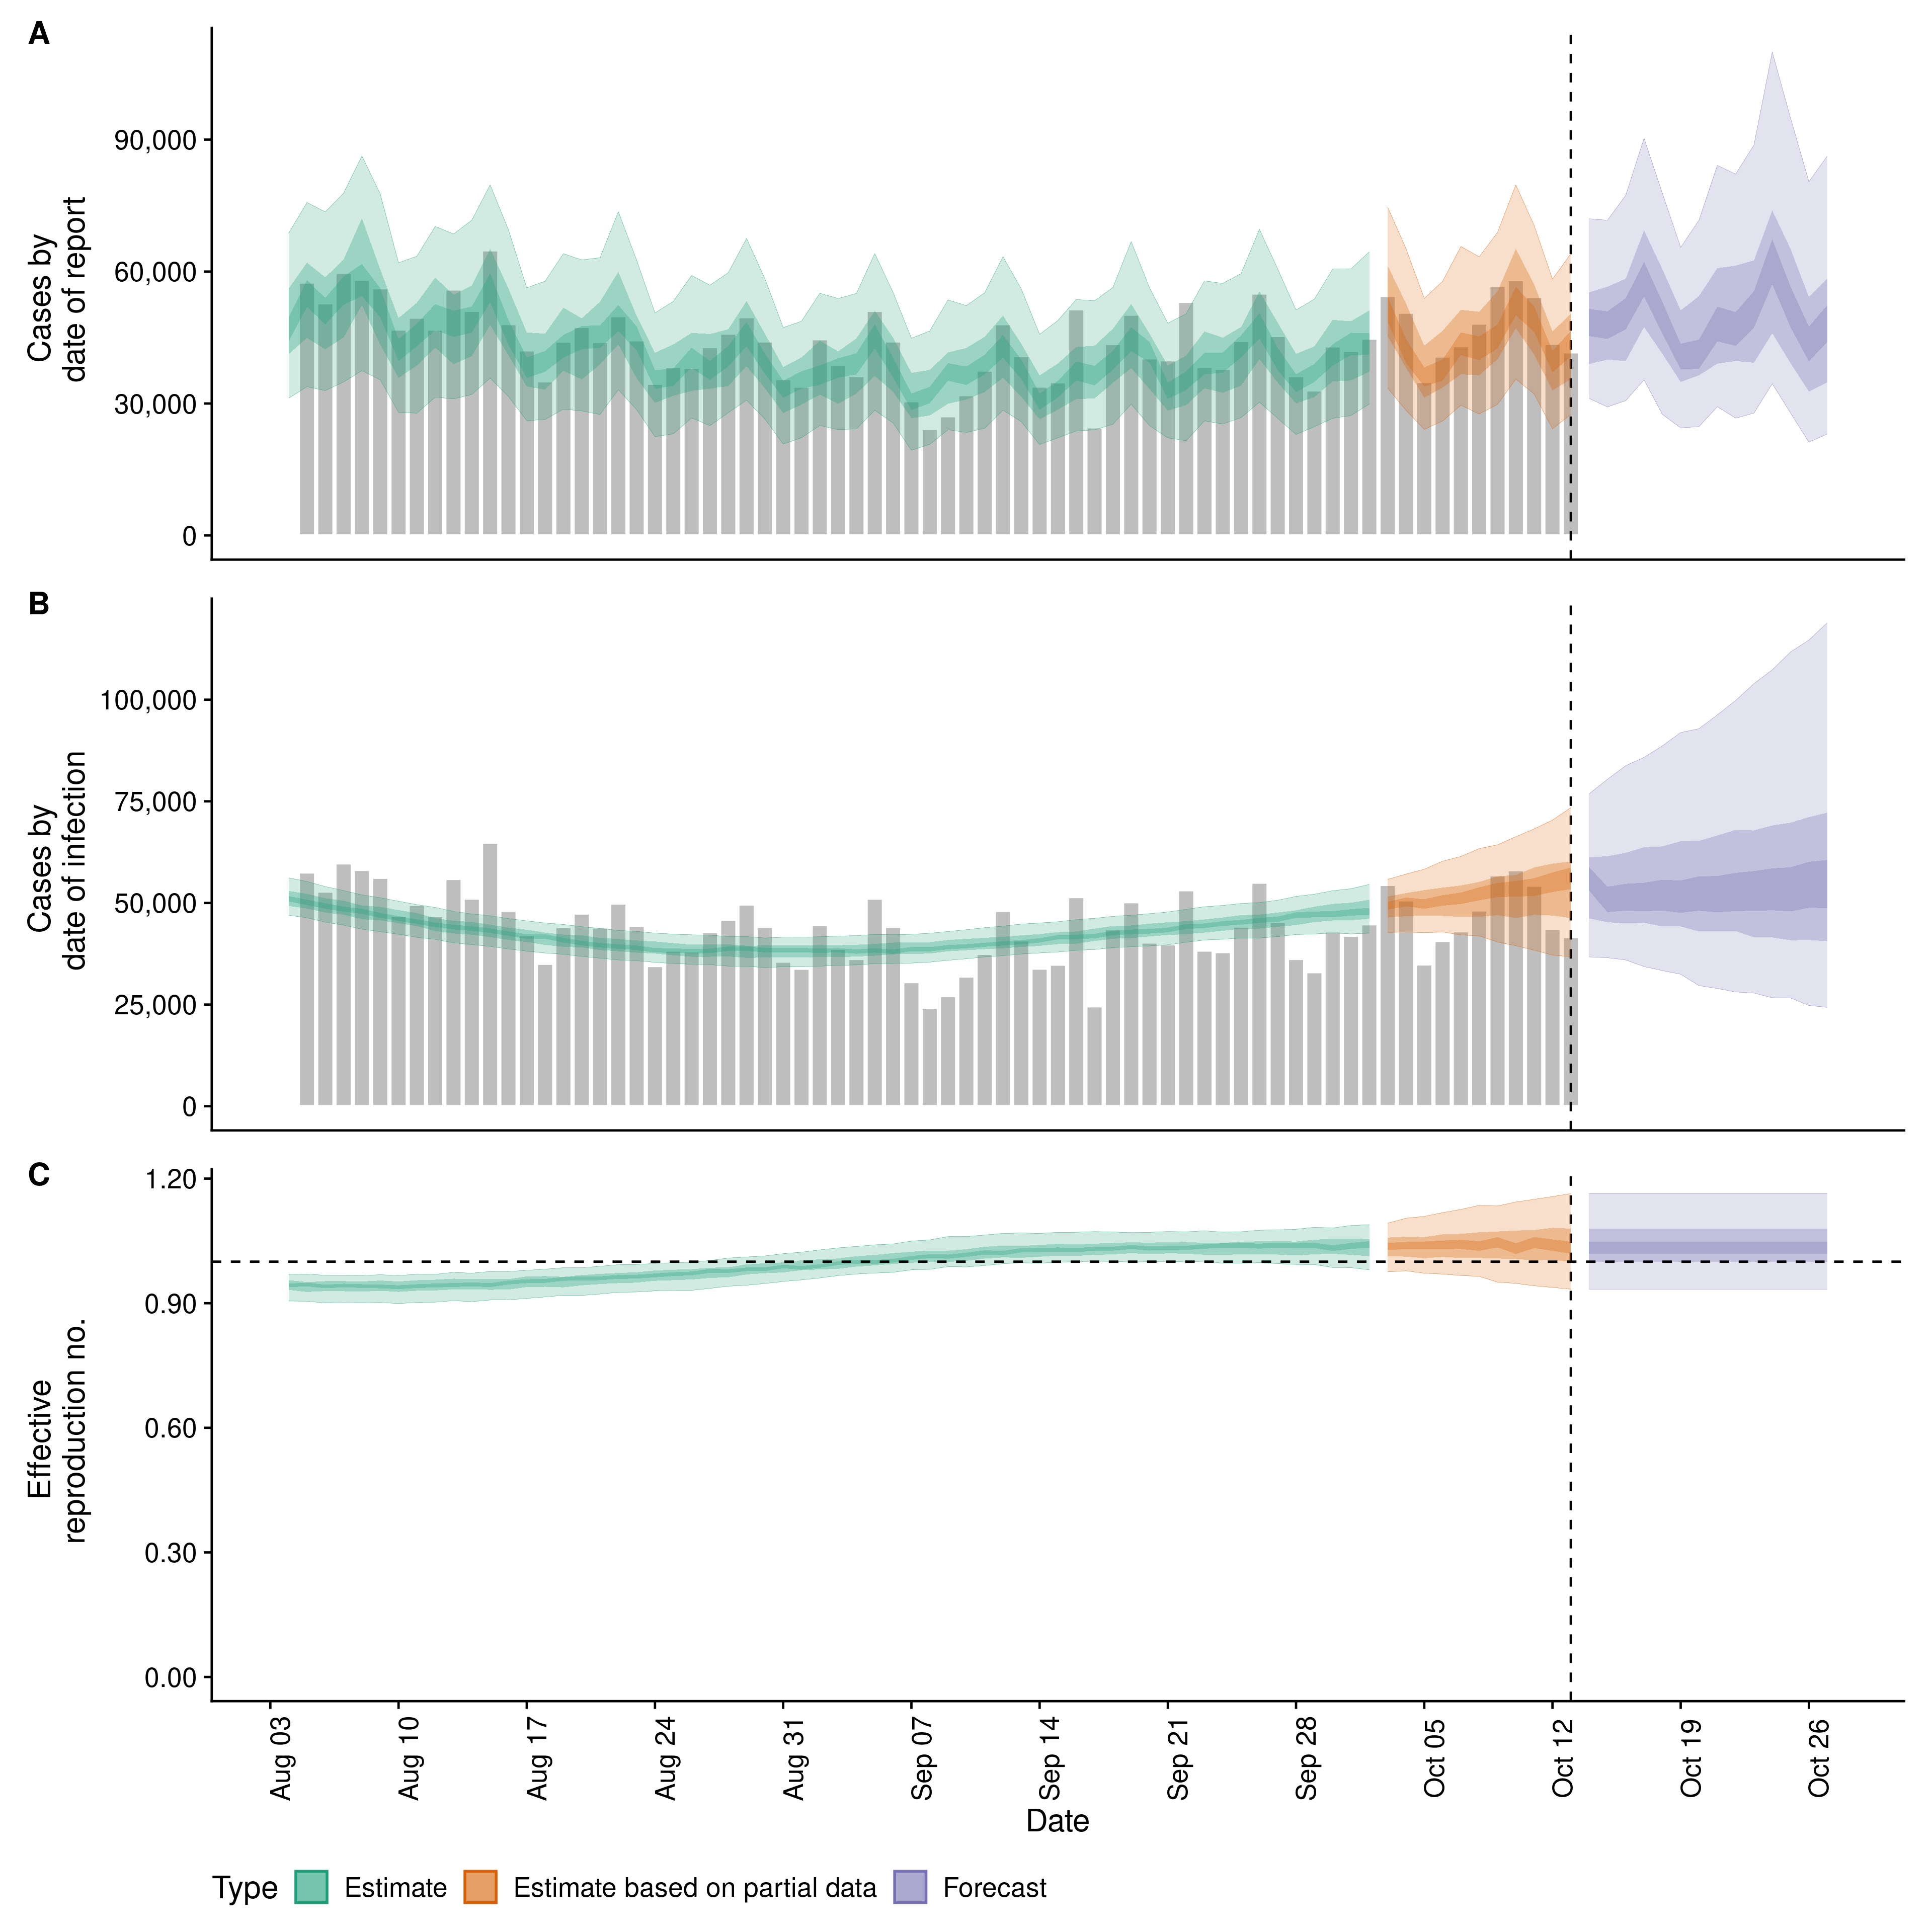 A
Cases by
date of report
90,000
60,000
30,000
0
B
Cases by
date of infection
100,000
75,000
50,000
25,000
0
C
Effective
reproduction no.
1.20
0.90
0.60
0.30
0.00
Aug 03
Aug 10
Aug 17
Aug 24
Aug 31
Sep 07
Sep 14
Sep 21
Sep 28
Oct 05
Oct 12
Oct 19
Oct 26
Date
Type Estimate Estimate based on partial data Forecast